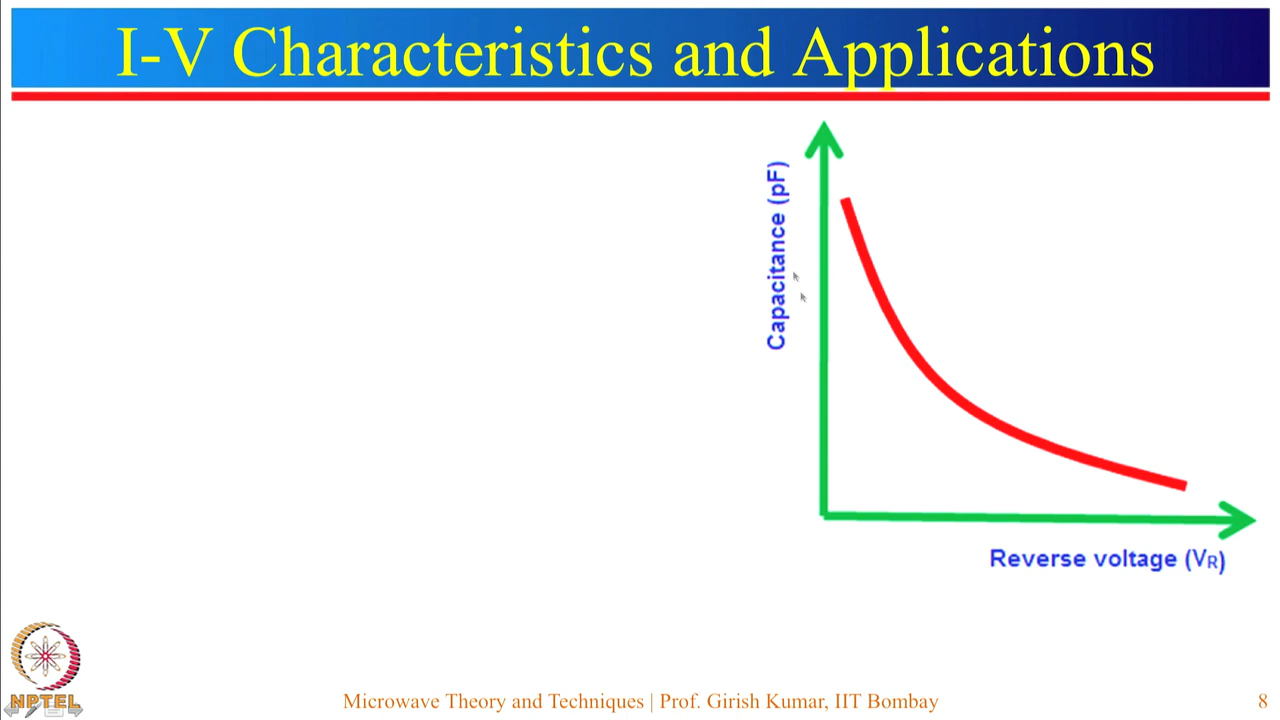 I-V Characteristics and Applications
Capacitance (pF)
Reverse voltage (VR)
NPTEL
Microwave Theory and Techniques | Prof. Girish Kumar, IIT Bombay
8